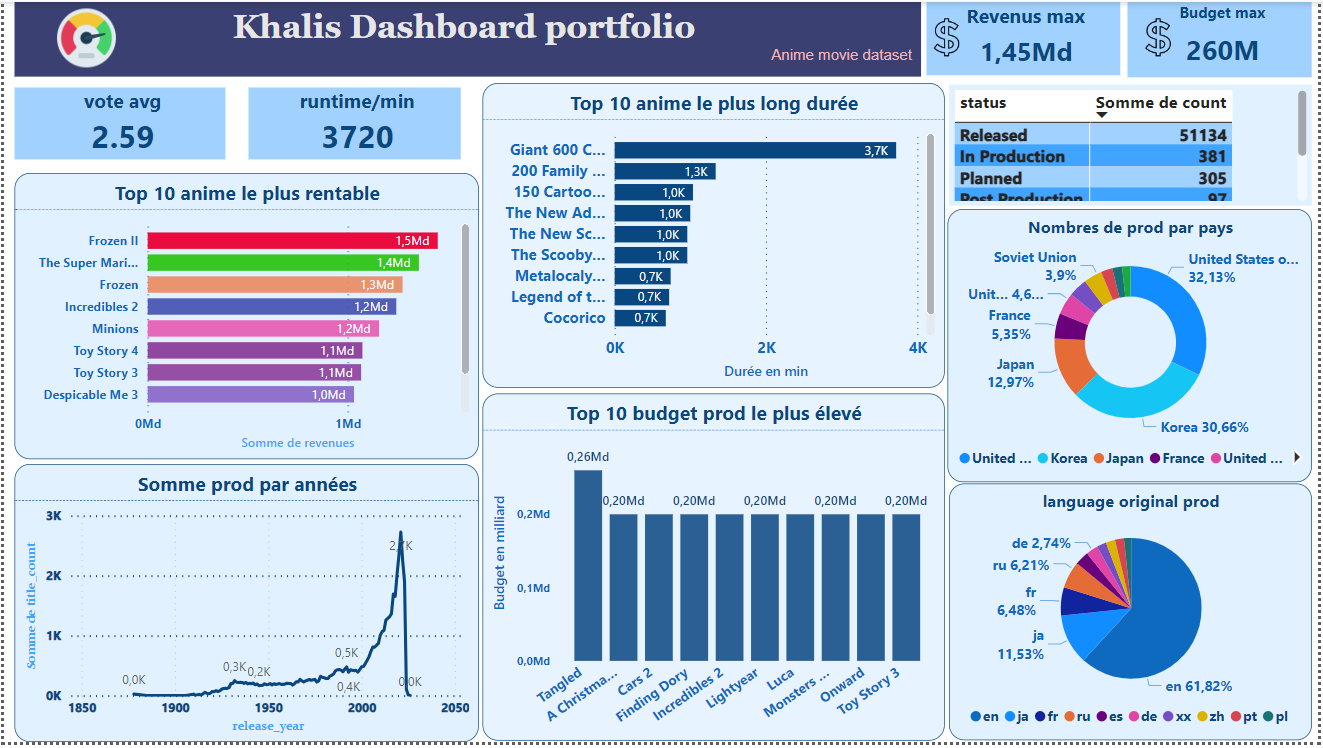 Khalis Dashboard portfolio
Anime movie dataset
Revenus max
1,45Md
Budget max
260M
vote avg
2.59
runtime/min
3720
Top 10 anime le plus rentable
Frozen II
1,5Md
The Super Mari...
1,4Md
Frozen
1,3Md
Incredibles 2
1,2Md
Minions
1,2Md
Toy Story 4
1,1Md
Toy Story 3
1,1Md
Despicable Me 3
1,0Md
0Md
1Md
Somme de revenues
Top 10 anime le plus long durée
Giant 600 C...
3,7K
200 Family ...
1,3K
150 Cartoo...
1,0K
The New Ad...
1,0K
The New Sc...
1,0K
The Scooby...
1,0K
Metalocaly...
0,7K
Legend of t...
0,7K
Cocorico
0,7K
0K
2K
4K
Durée en min
status
Somme de count
Released
51134
In Production
381
Planned
305
Post Production
97
Nombres de prod par pays
Soviet Union
3,9%
United States o...
32,13%
Unit... 4,6...
France
5,35%
Japan
12,97%
Korea 30,66%
United ...
Korea
Japan
France
United ...
Somme prod par années
Somme de title_count
3K
2K
1K
0K
0,0K
0,3K
0,2K
0,5K
0,4K
0,0K
1850
1900
1950
2000
2050
release_year
Top 10 budget prod le plus élevé
Budget en milliard
0,2Md
0,1Md
0,0Md
0,26Md
0,20Md
0,20Md
0,20Md
0,20Md
0,20Md
Tangled
A Christma...
Cars 2
Finding Dory
Incredibles 2
Lightyear
Luca
Monsters ...
Onward
Toy Story 3
language original prod
de 2,74%
ru 6,21%
fr
6,48%
ja
11,53%
en 61,82%
en
ja
fr
ru
es
de
xx
zh
pt
pl